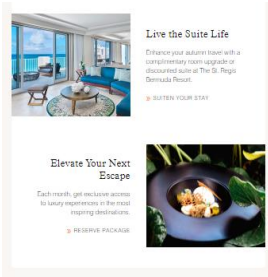 Live the Suite Life
Enhance your autumn travel with a
complimentary room upgrade or
discounted suite at The St. Regis
Bermuda Resort.
» SUITEN YOUR STAY
Elevate Your Next
Escape
Each month, get exclusive access
to luxury experiences in the most
inspiring destinations.
» RESERVE PACKAGE